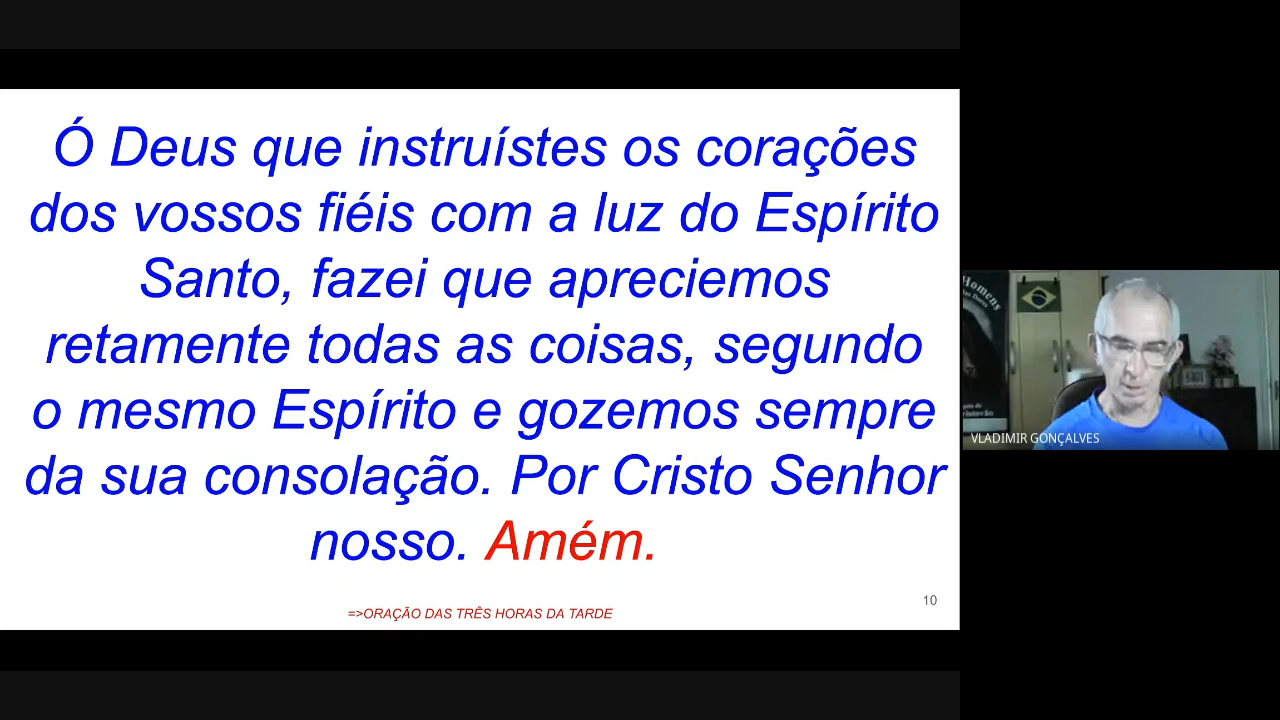 Ó Deus que instruístes os corações
dos vossos fiéis com a luz do Espírito
Santo, fazei que apreciemos
retamente todas as coisas, segundo
o mesmo Espírito e gozemos sempre
da sua consolação. Por Cristo Senhor
nosso. Amém.
=>ORAÇÃO DAS TRÊS HORAS DA TARDE
10
Homens
VLADIMIR GONÇALVES